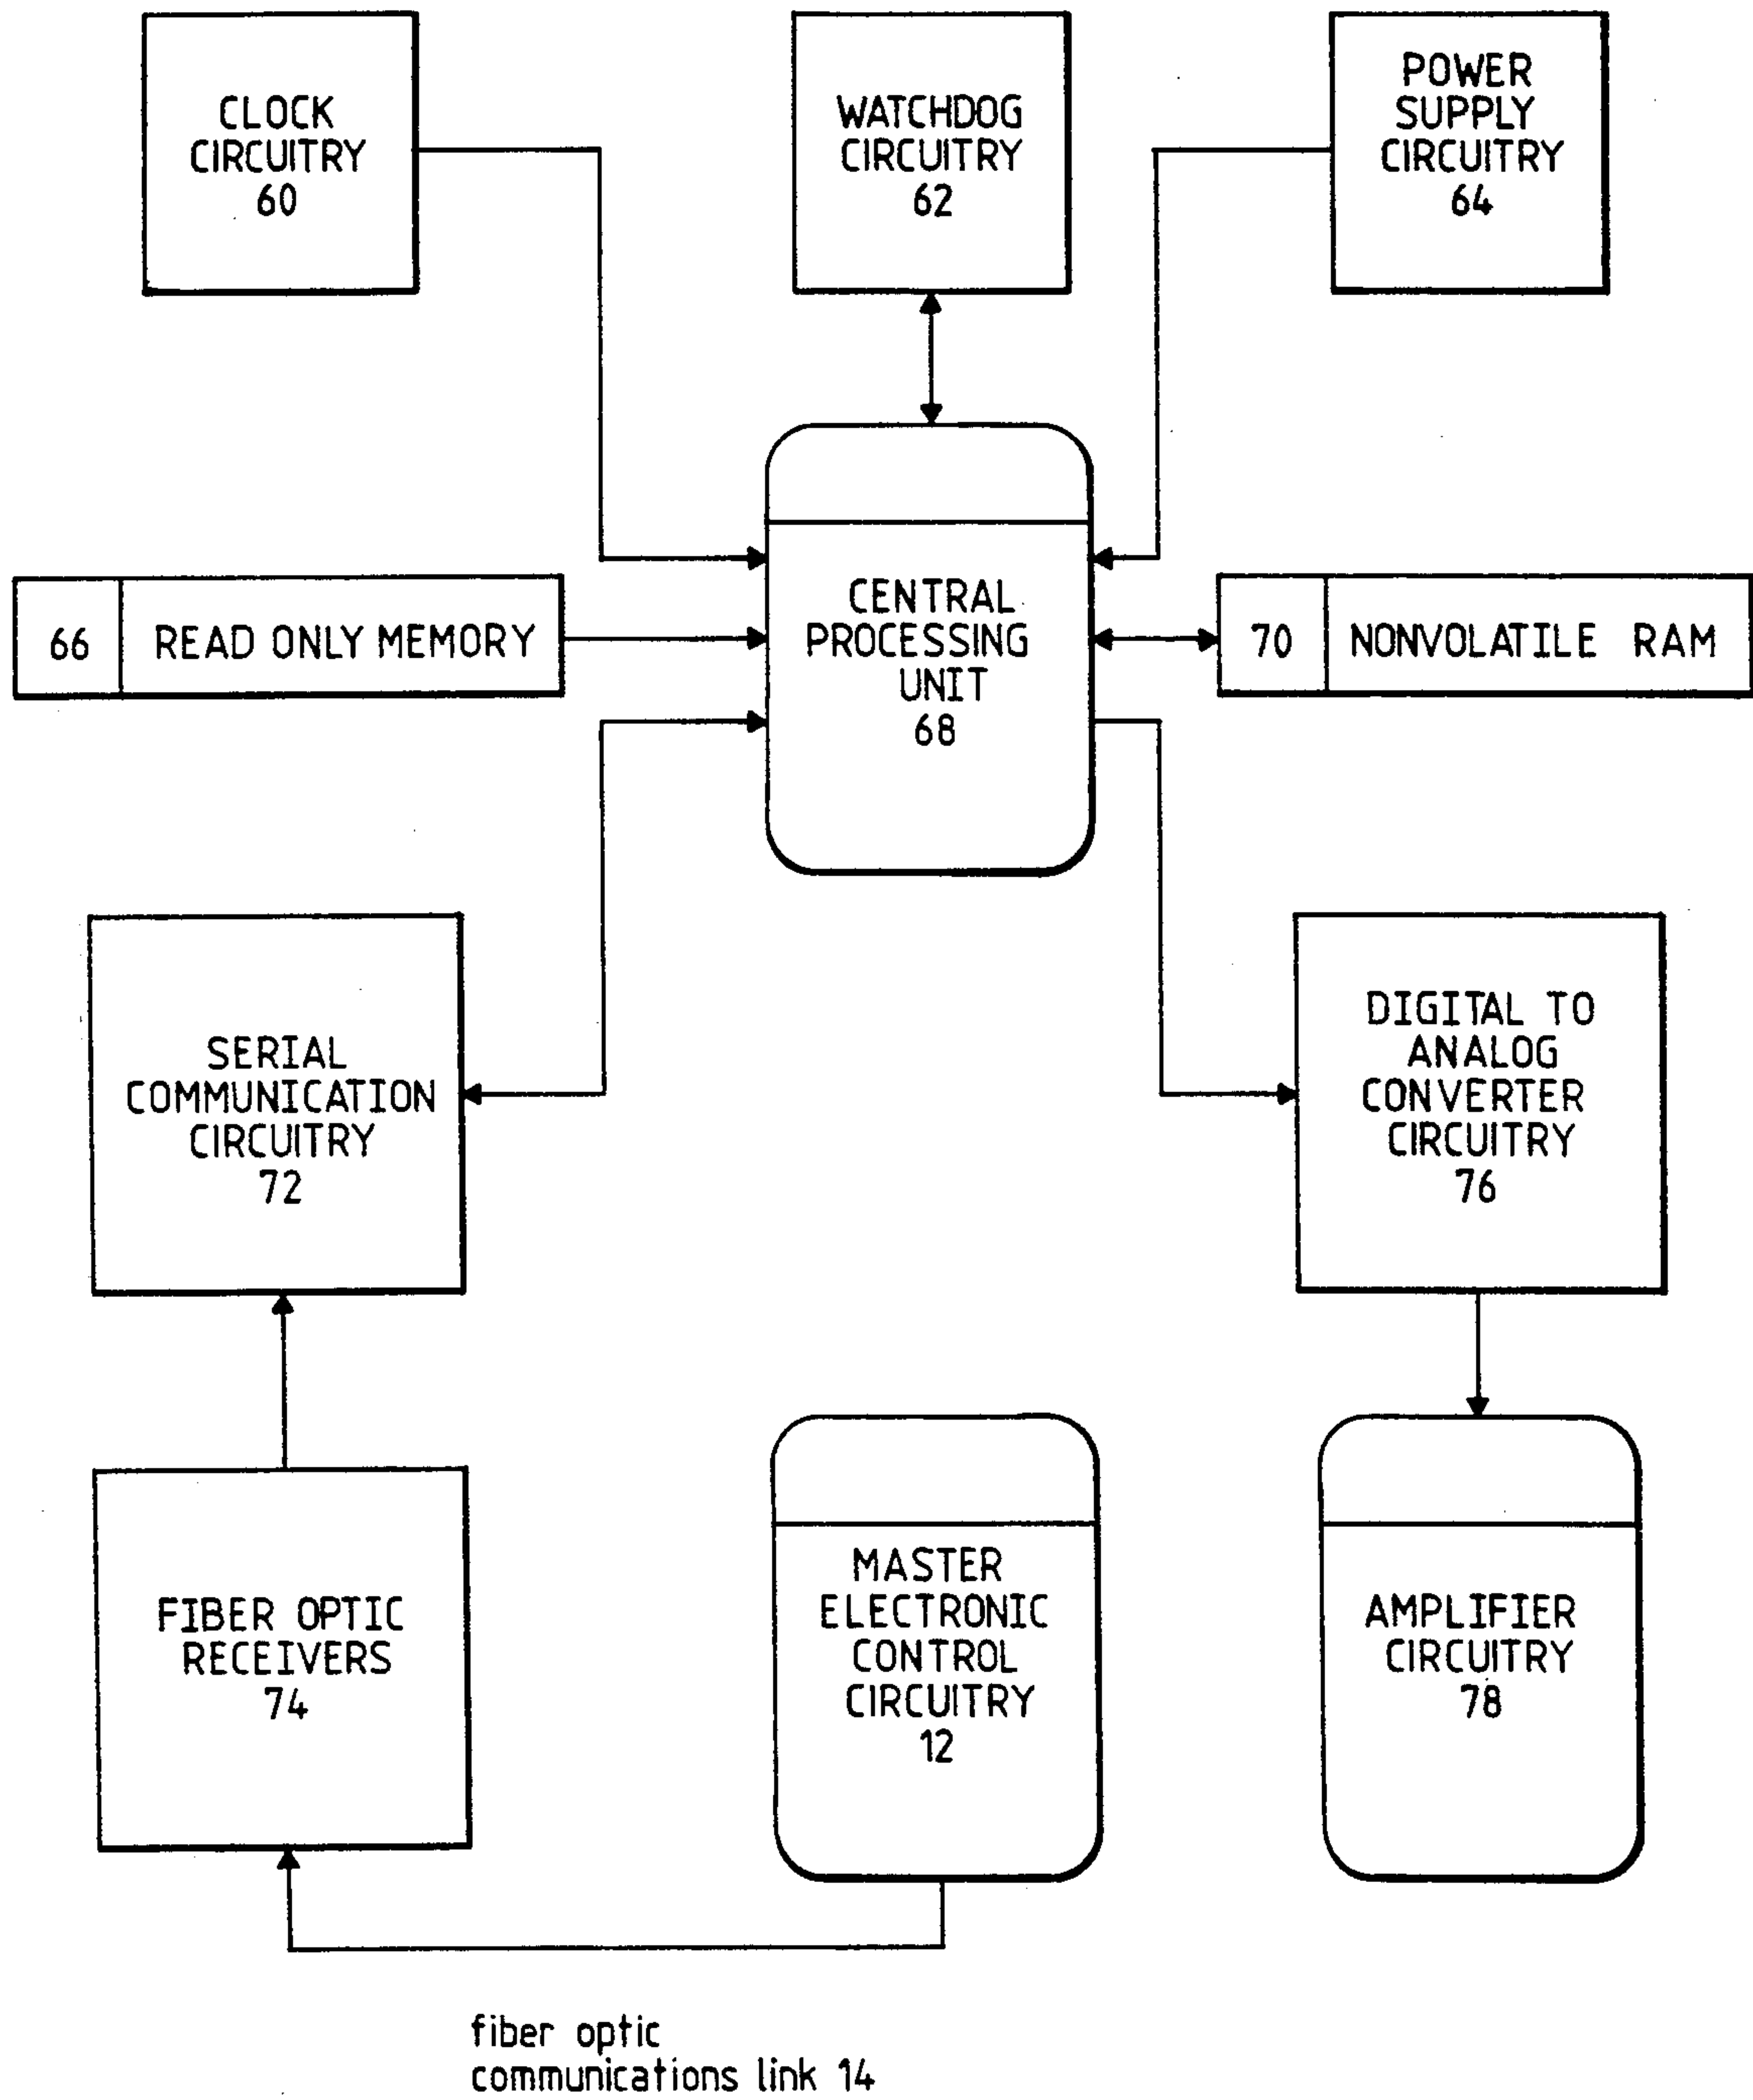 CLOCK
CIRCUITRY
60
WATCHDOG
CIRCUITRY
62
POWER
SUPPLY
CIRCUITRY
64
66 READ ONLY MEMORY
CENTRAL
PROCESSING
UNIT
68
70 NONVOLATILE RAM
SERIAL
COMMUNICATION
CIRCUITRY
72
DIGITAL TO
ANALOG
CONVERTER
CIRCUITRY
76
FIBER OPTIC
RECEIVERS
74
MASTER
ELECTRONIC
CONTROL
CIRCUITRY
12
AMPLIFIER
CIRCUITRY
78
fiber optic
communications link 14